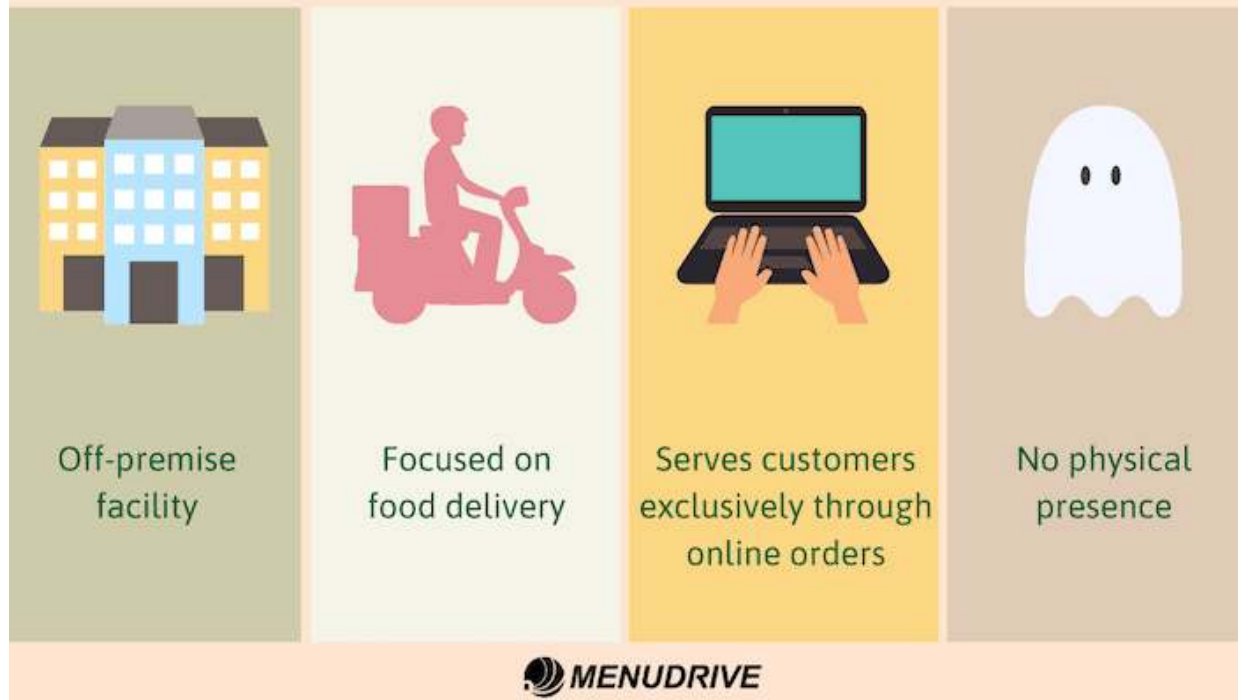 Off-premise
facility
Focused on
food delivery
Serves customers
exclusively through
online orders
No physical
presence
MENUDRIVE